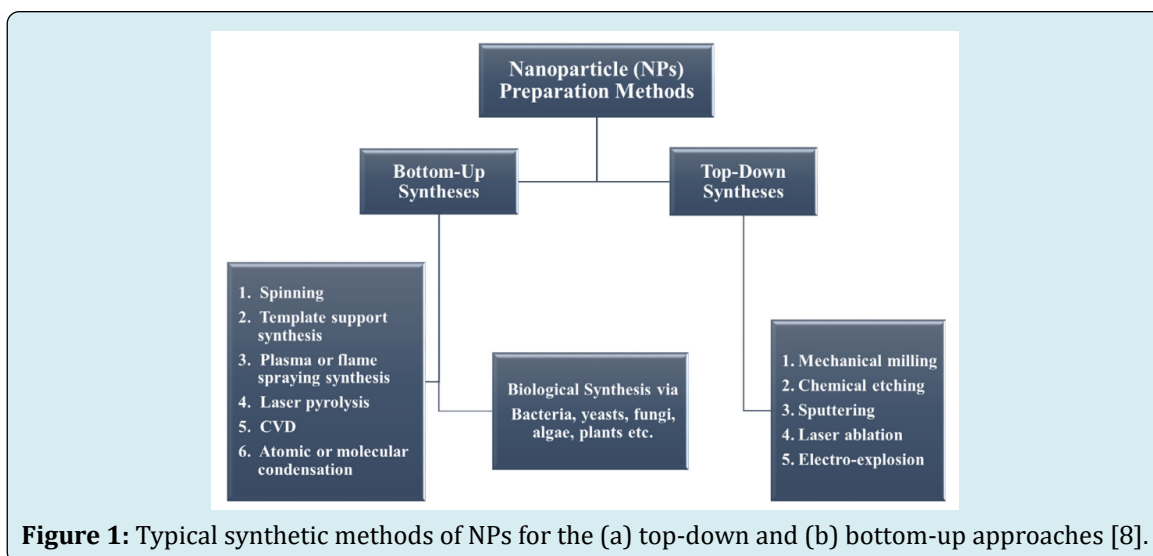 Nanoparticle (NPs)
Preparation Methods
Bottom-Up
Syntheses
Top-Down
Syntheses
1. Spinning
2. Template support
synthesis
3. Plasma or flame
spraying synthesis
4. Laser pyrolysis
5. CVD
6. Atomic or molecular
condensation
Biological Synthesis via
Bacteria, yeasts, fungi,
algae, plants etc.
1. Mechanical milling
2. Chemical etching
3. Sputtering
4. Laser ablation
5. Electro-explosion
Figure 1: Typical synthetic methods of NPs for the (a) top-down and (b) bottom-up approaches [8].